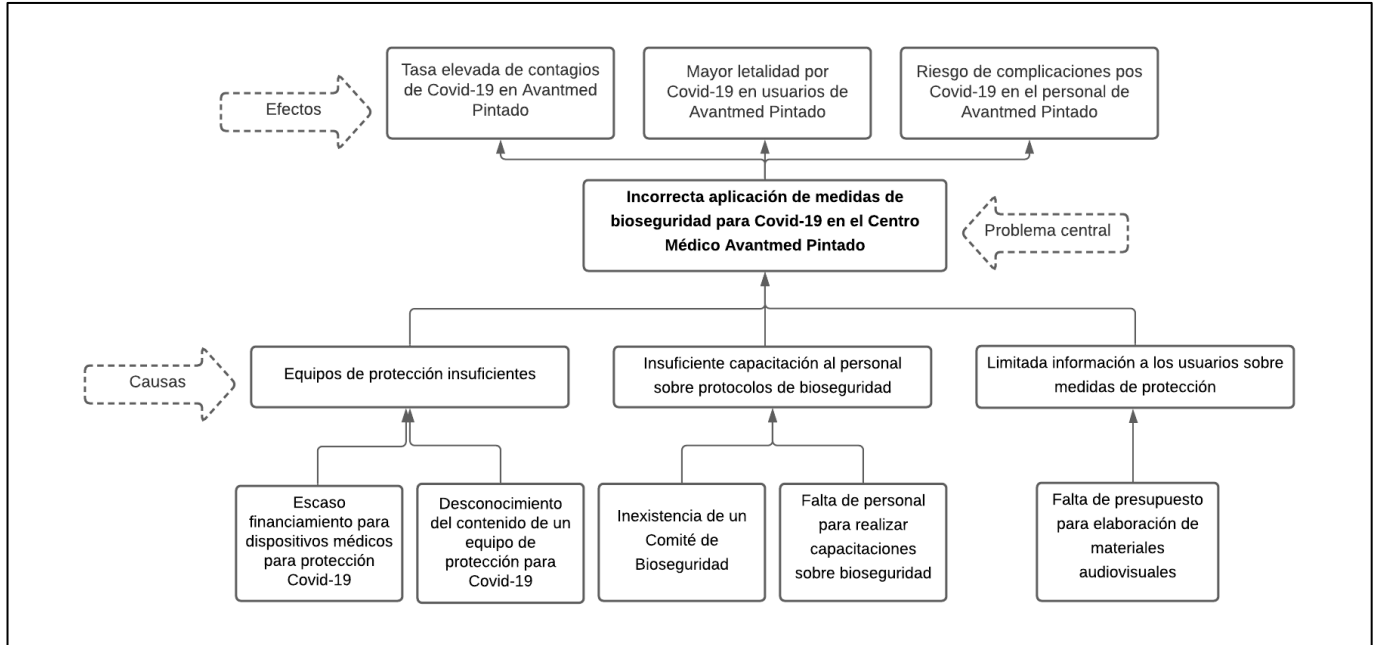 Tasa elevada de contagios
de Covid-19 en Avantmed
Pintado
Mayor letalidad por
Covid-19 en usuarios de
Avantmed Pintado
Riesgo de complicaciones pos
Covid-19 en el personal de
Avantmed Pintado
Efectos
Incorrecta aplicación de medidas de
bioseguridad para Covid-19 en el Centro
Médico Avantmed Pintado
Problema central
Causas
Equipos de protección insuficientes
Insuficiente capacitación al personal
sobre protocolos de bioseguridad
Limitada información a los usuarios sobre
medidas de protección
Escaso
financiamiento para
dispositivos médicos
para protección
Covid-19
Desconocimiento
del contenido de un
equipo de
protección para
Covid-19
Inexistencia de un
Comité de
Bioseguridad
Falta de personal
para realizar
capacitaciones
sobre bioseguridad
Falta de presupuesto
para elaboración de
materiales
audiovisuales